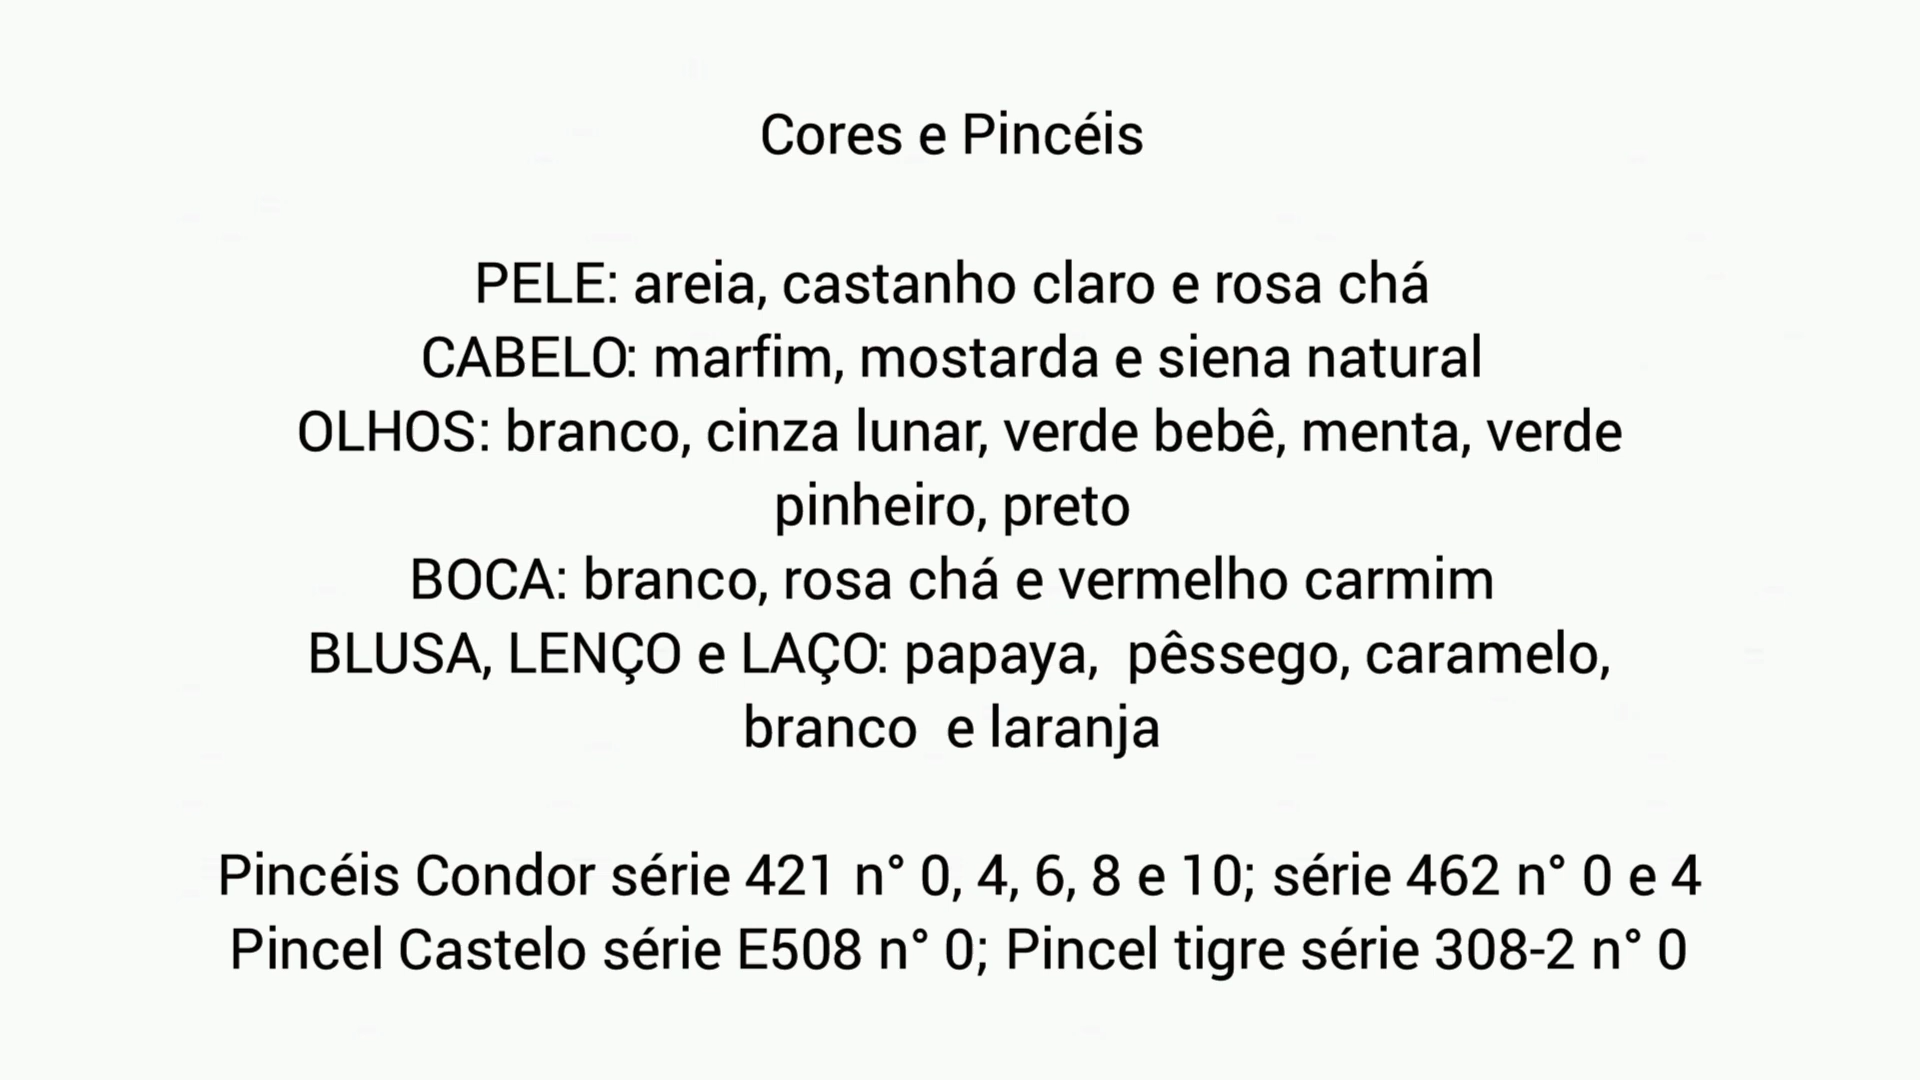 Cores e Pincéis
PELE: areia, castanho claro e rosa chá
CABELO: marfim, mostarda e siena natural
OLHOS: branco, cinza lunar, verde bebê, menta, verde
pinheiro, preto
BOCA: branco, rosa chá e vermelho carmim
BLUSA, LENÇO e LAÇO: papaya,  pêssego, caramelo,
branco  e laranja
Pincéis Condor série 421 n° 0, 4, 6, 8 e 10; série 462 n° 0 e 4
Pincel Castelo série E508 n° 0; Pincel tigre série 308-2 n° 0